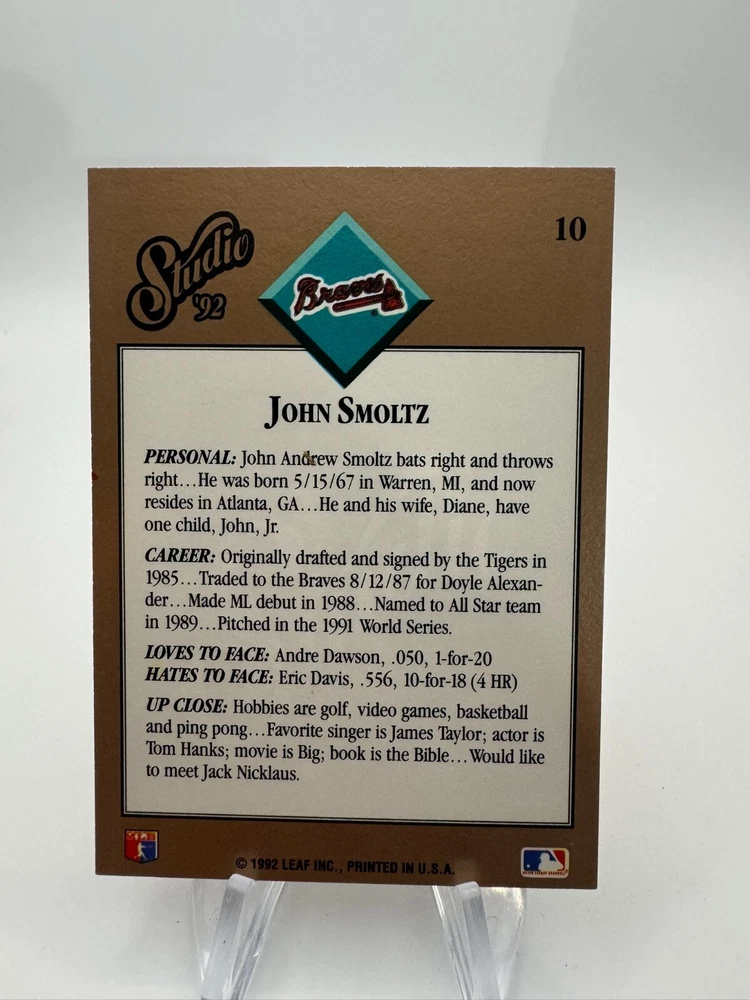 Studio
'92
10
Braves
JOHN SMOLTZ
PERSONAL: John Andrew Smoltz bats right and throws
right...He was born 5/15/67 in Warren, MI, and now
resides in Atlanta, GA...He and his wife, Diane, have
one child, John, Jr.
CAREER: Originally drafted and signed by the Tigers in
1985...Traded to the Braves 8/12/87 for Doyle Alexan-
der...Made ML debut in 1988...Named to All Star team
in 1989...Pitched in the 1991 World Series.
LOVES TO FACE: Andre Dawson, .050, 1-for-20
HATES TO FACE: Eric Davis, .556, 10-for-18 (4 HR)
UP CLOSE: Hobbies are golf, video games, basketball
and ping pong...Favorite singer is James Taylor; actor is
Tom Hanks; movie is Big; book is the Bible...Would like
to meet Jack Nicklaus.
© 1992 LEAF INC., PRINTED IN U.S.A.